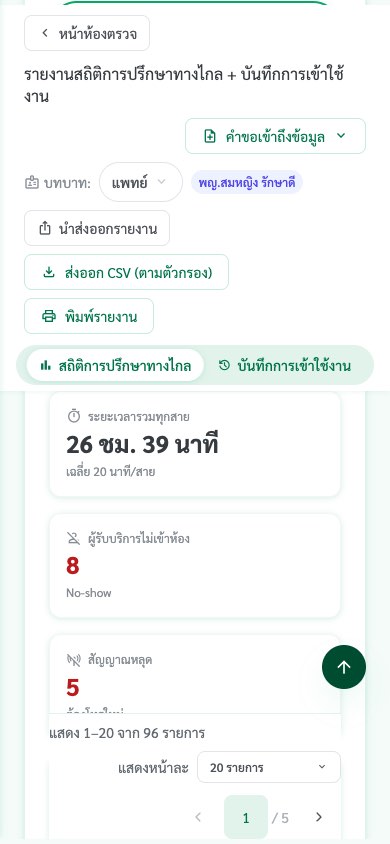 หน้าห้องตรวจ
รายงานสถิติการปรึกษาทางไกล + บันทึกการเข้าใช้
งาน
คำขอเข้าถึงข้อมูล
บทบาท: แพทย์ พญ.สมหญิง รักษาดี
นำส่งออกรายงาน
ส่งออก CSV (ตามตัวกรอง)
พิมพ์รายงาน
สถิติการปรึกษาทางไกล บันทึกการเข้าใช้งาน
ระยะเวลารวมทุกสาย
26 ชม. 39 นาที
เฉลี่ย 20 นาที/สาย
ผู้รับบริการไม่เข้าห้อง
8
No-show
สัญญาณหลุด
5
แสดง 1–20 จาก 96 รายการ
แสดงหน้าละ 20 รายการ
1 / 5